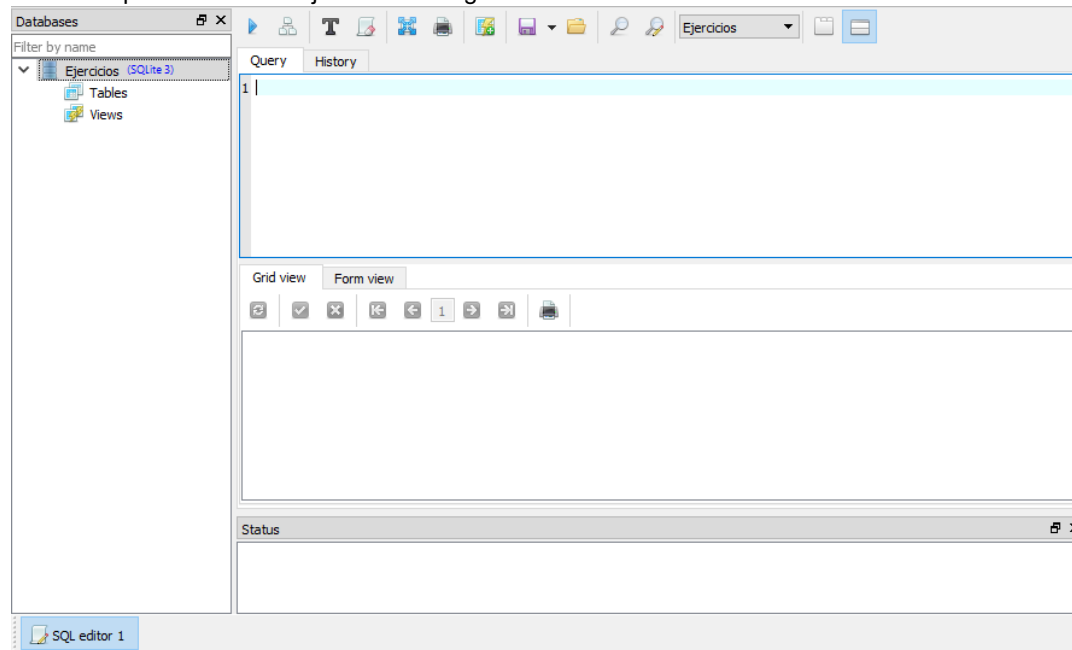 Databases
Filter by name
Ejercicios (SQLite 3)
Tables
Views
T
Ejercicios
Query History
1
Grid view Form view
1
Status
SQL editor 1